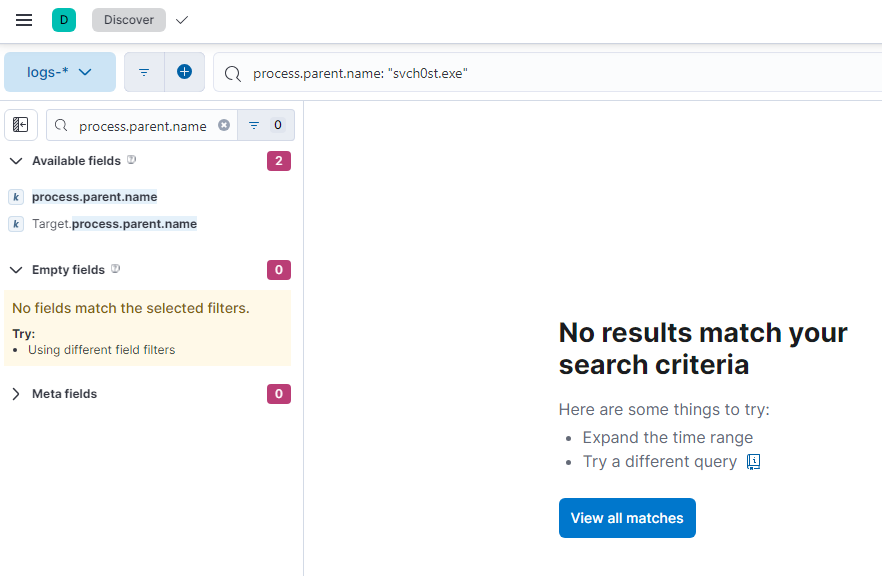 D Discover
logs-* process.parent.name: "svch0st.exe"
process.parent.name 0
Available fields 2
k process.parent.name
k Target.process.parent.name
Empty fields 0
No fields match the selected filters.
Try:
• Using different field filters
Meta fields 0
No results match your
search criteria
Here are some things to try:
• Expand the time range
• Try a different query
View all matches